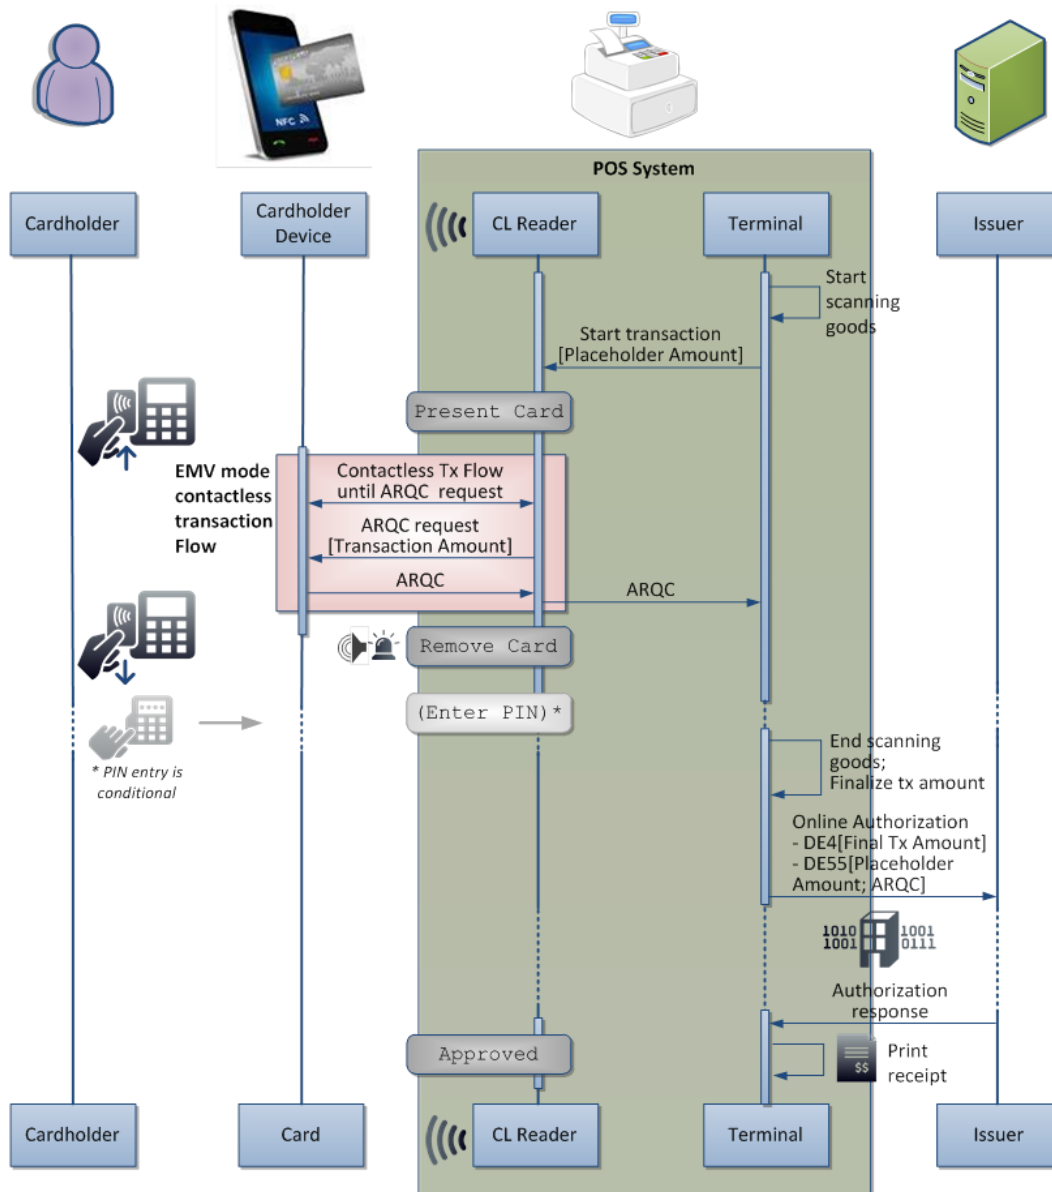 NFC
POS System
Cardholder
Cardholder
Device
CL Reader
Terminal
Issuer
Start
scanning
goods
Start transaction
[Placeholder Amount]
Present Card
EMV mode
contactless
transaction
Flow
Contactless Tx Flow
until ARQC request
ARQC request
[Transaction Amount]
ARQC
ARQC
Remove Card
(Enter PIN)*
* PIN entry is
conditional
End scanning
goods;
Finalize tx amount
Online Authorization
- DE4[Final Tx Amount]
- DE55[Placeholder
Amount; ARQC]
1010 1001
1001 0111
Authorization
response
Approved
$$
Print
receipt
Cardholder
Card
CL Reader
Terminal
Issuer